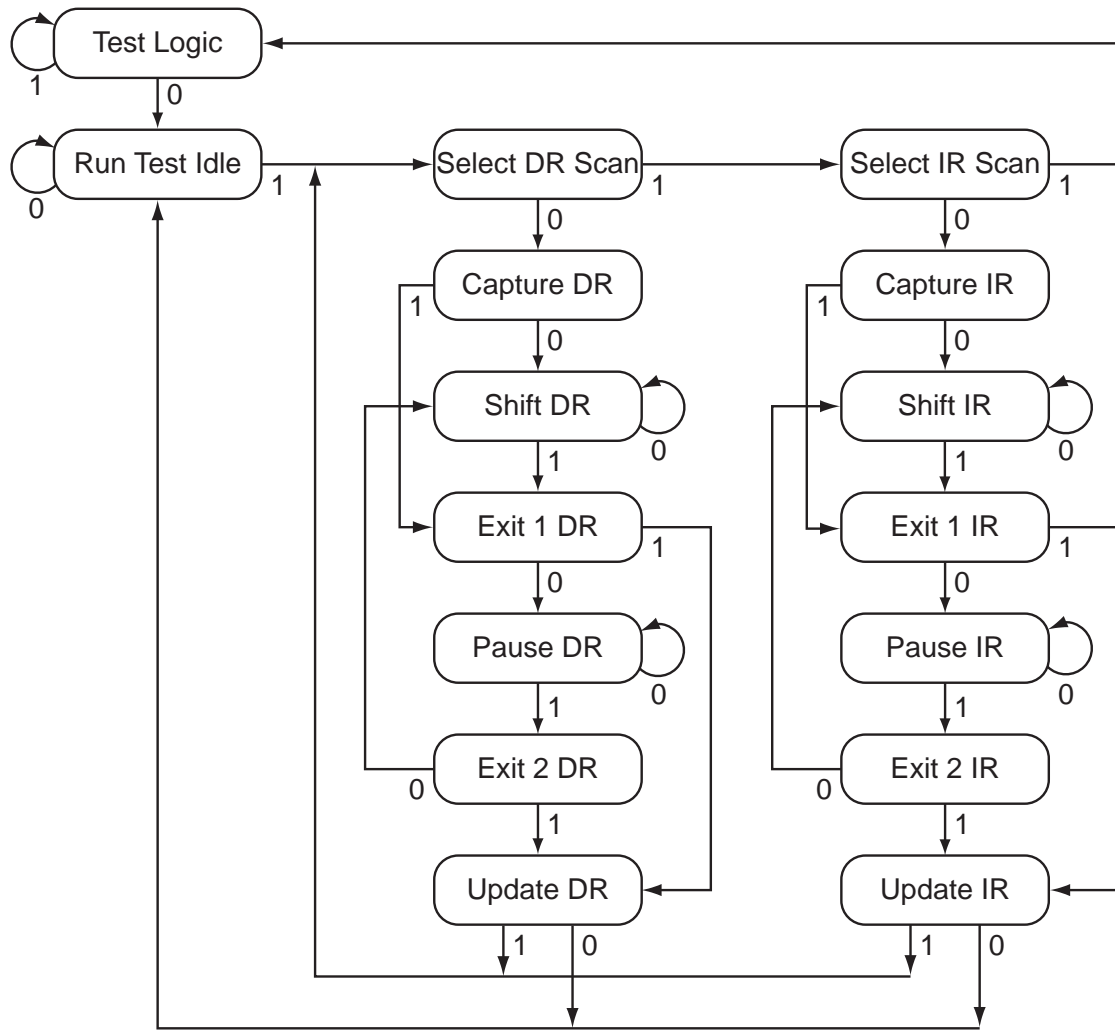 Test Logic
1
0
Run Test Idle
0
1
Select DR Scan
1
0
Select IR Scan
1
0
Capture DR
1
0
Capture IR
1
0
Shift DR
0
1
Shift IR
0
1
Exit 1 DR
1
0
Exit 1 IR
1
0
Pause DR
0
1
Pause IR
0
1
Exit 2 DR
0
1
Exit 2 IR
0
1
Update DR
1 0
Update IR
1 0